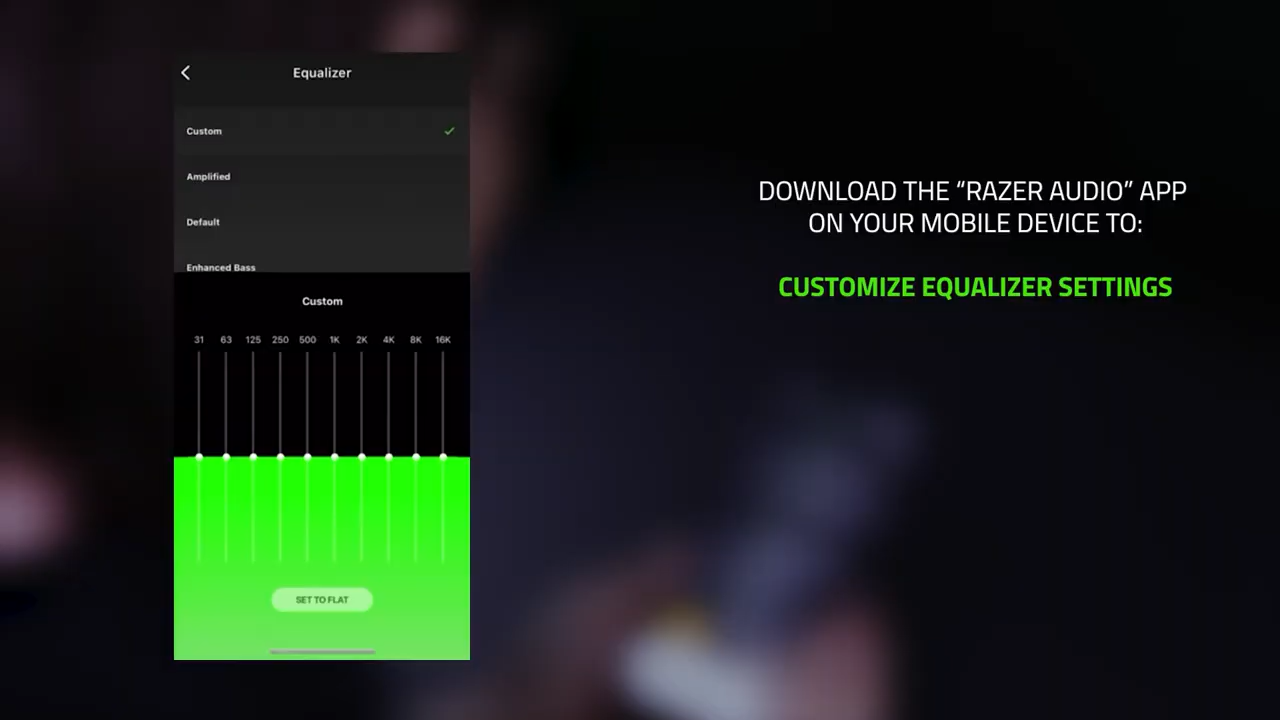 Equalizer
Custom
Amplified
Default
Enhanced Bass
Custom
31 63 125 250 500 1K 2K 4K 8K 16K
SET TO FLAT
DOWNLOAD THE “RAZER AUDIO” APP
ON YOUR MOBILE DEVICE TO:
CUSTOMIZE EQUALIZER SETTINGS